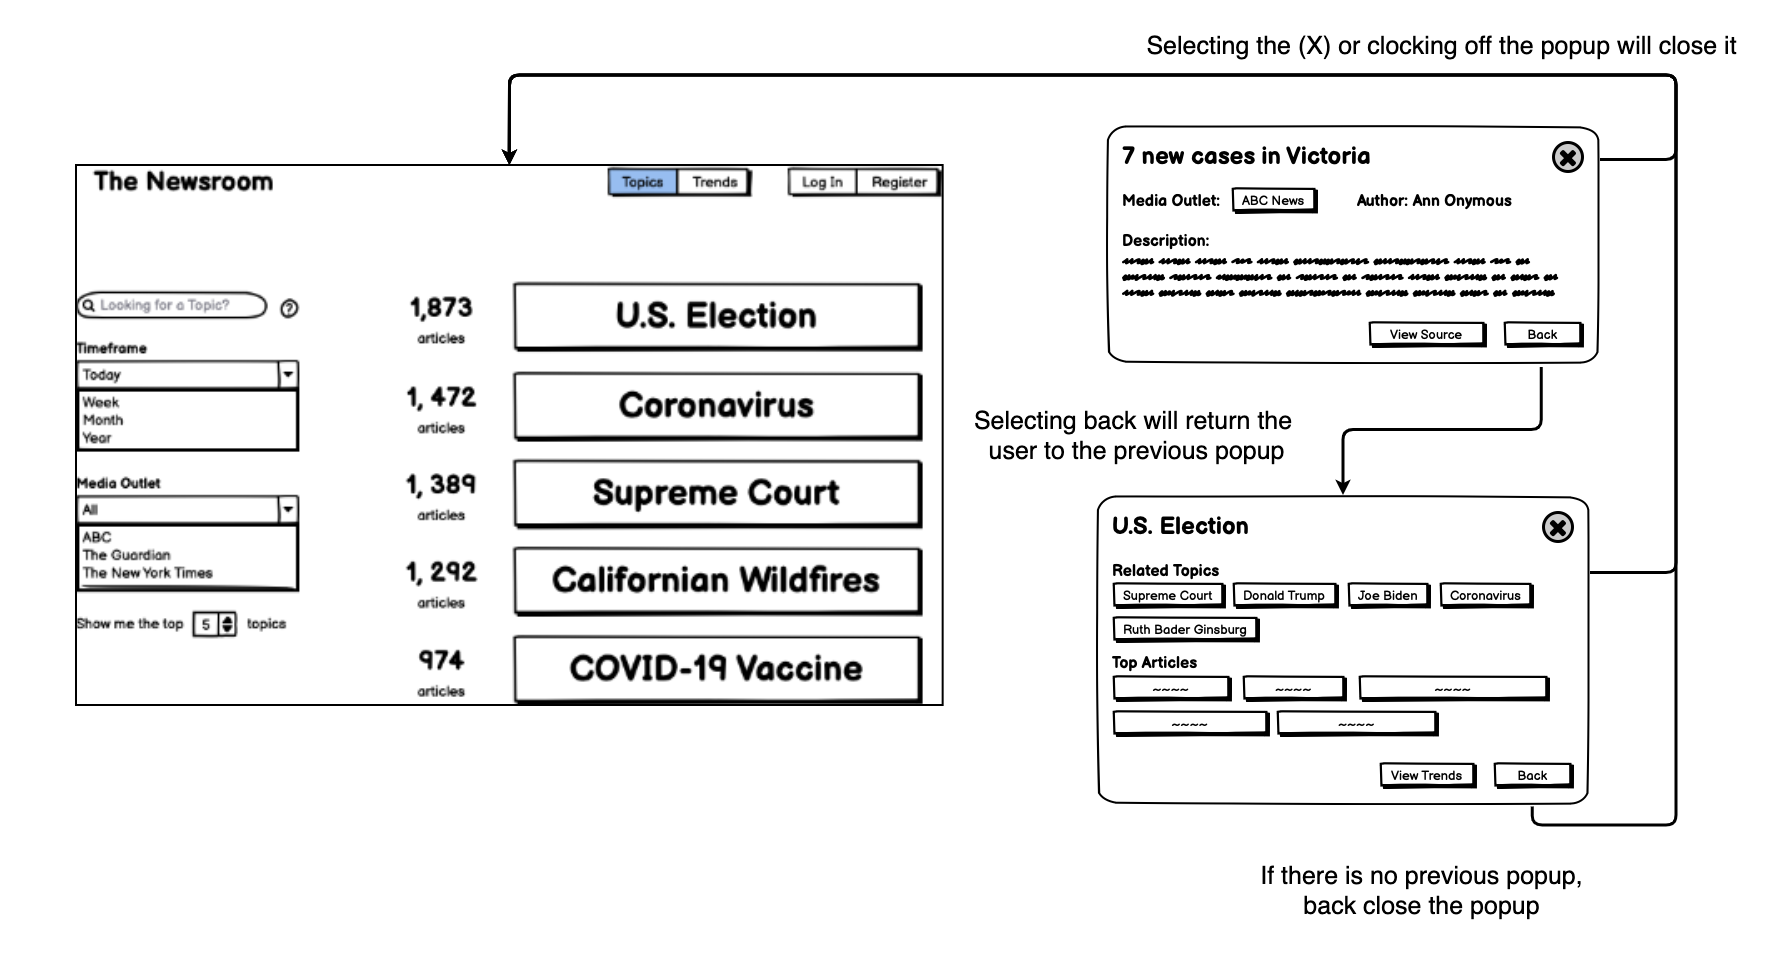 Selecting the (X) or clocking off the popup will close it
The Newsroom
Topics
Trends
Log In
Register
Looking for a Topic?
?
Timeframe
Today
Week
Month
Year
Media Outlet
All
ABC
The Guardian
The New York Times
Show me the top 5 topics
1,873
articles
U.S. Election
1, 472
articles
Coronavirus
1, 389
articles
Supreme Court
1, 292
articles
Californian Wildfires
974
articles
COVID-19 Vaccine
7 new cases in Victoria
Media Outlet: ABC News Author: Ann Onymous
Description:
View Source
Back
Selecting back will return the
user to the previous popup
U.S. Election
Related Topics
Supreme Court
Donald Trump
Joe Biden
Coronavirus
Ruth Bader Ginsburg
Top Articles
~~~~
~~~~
~~~~
~~~~
~~~~
View Trends
Back
If there is no previous popup,
back close the popup